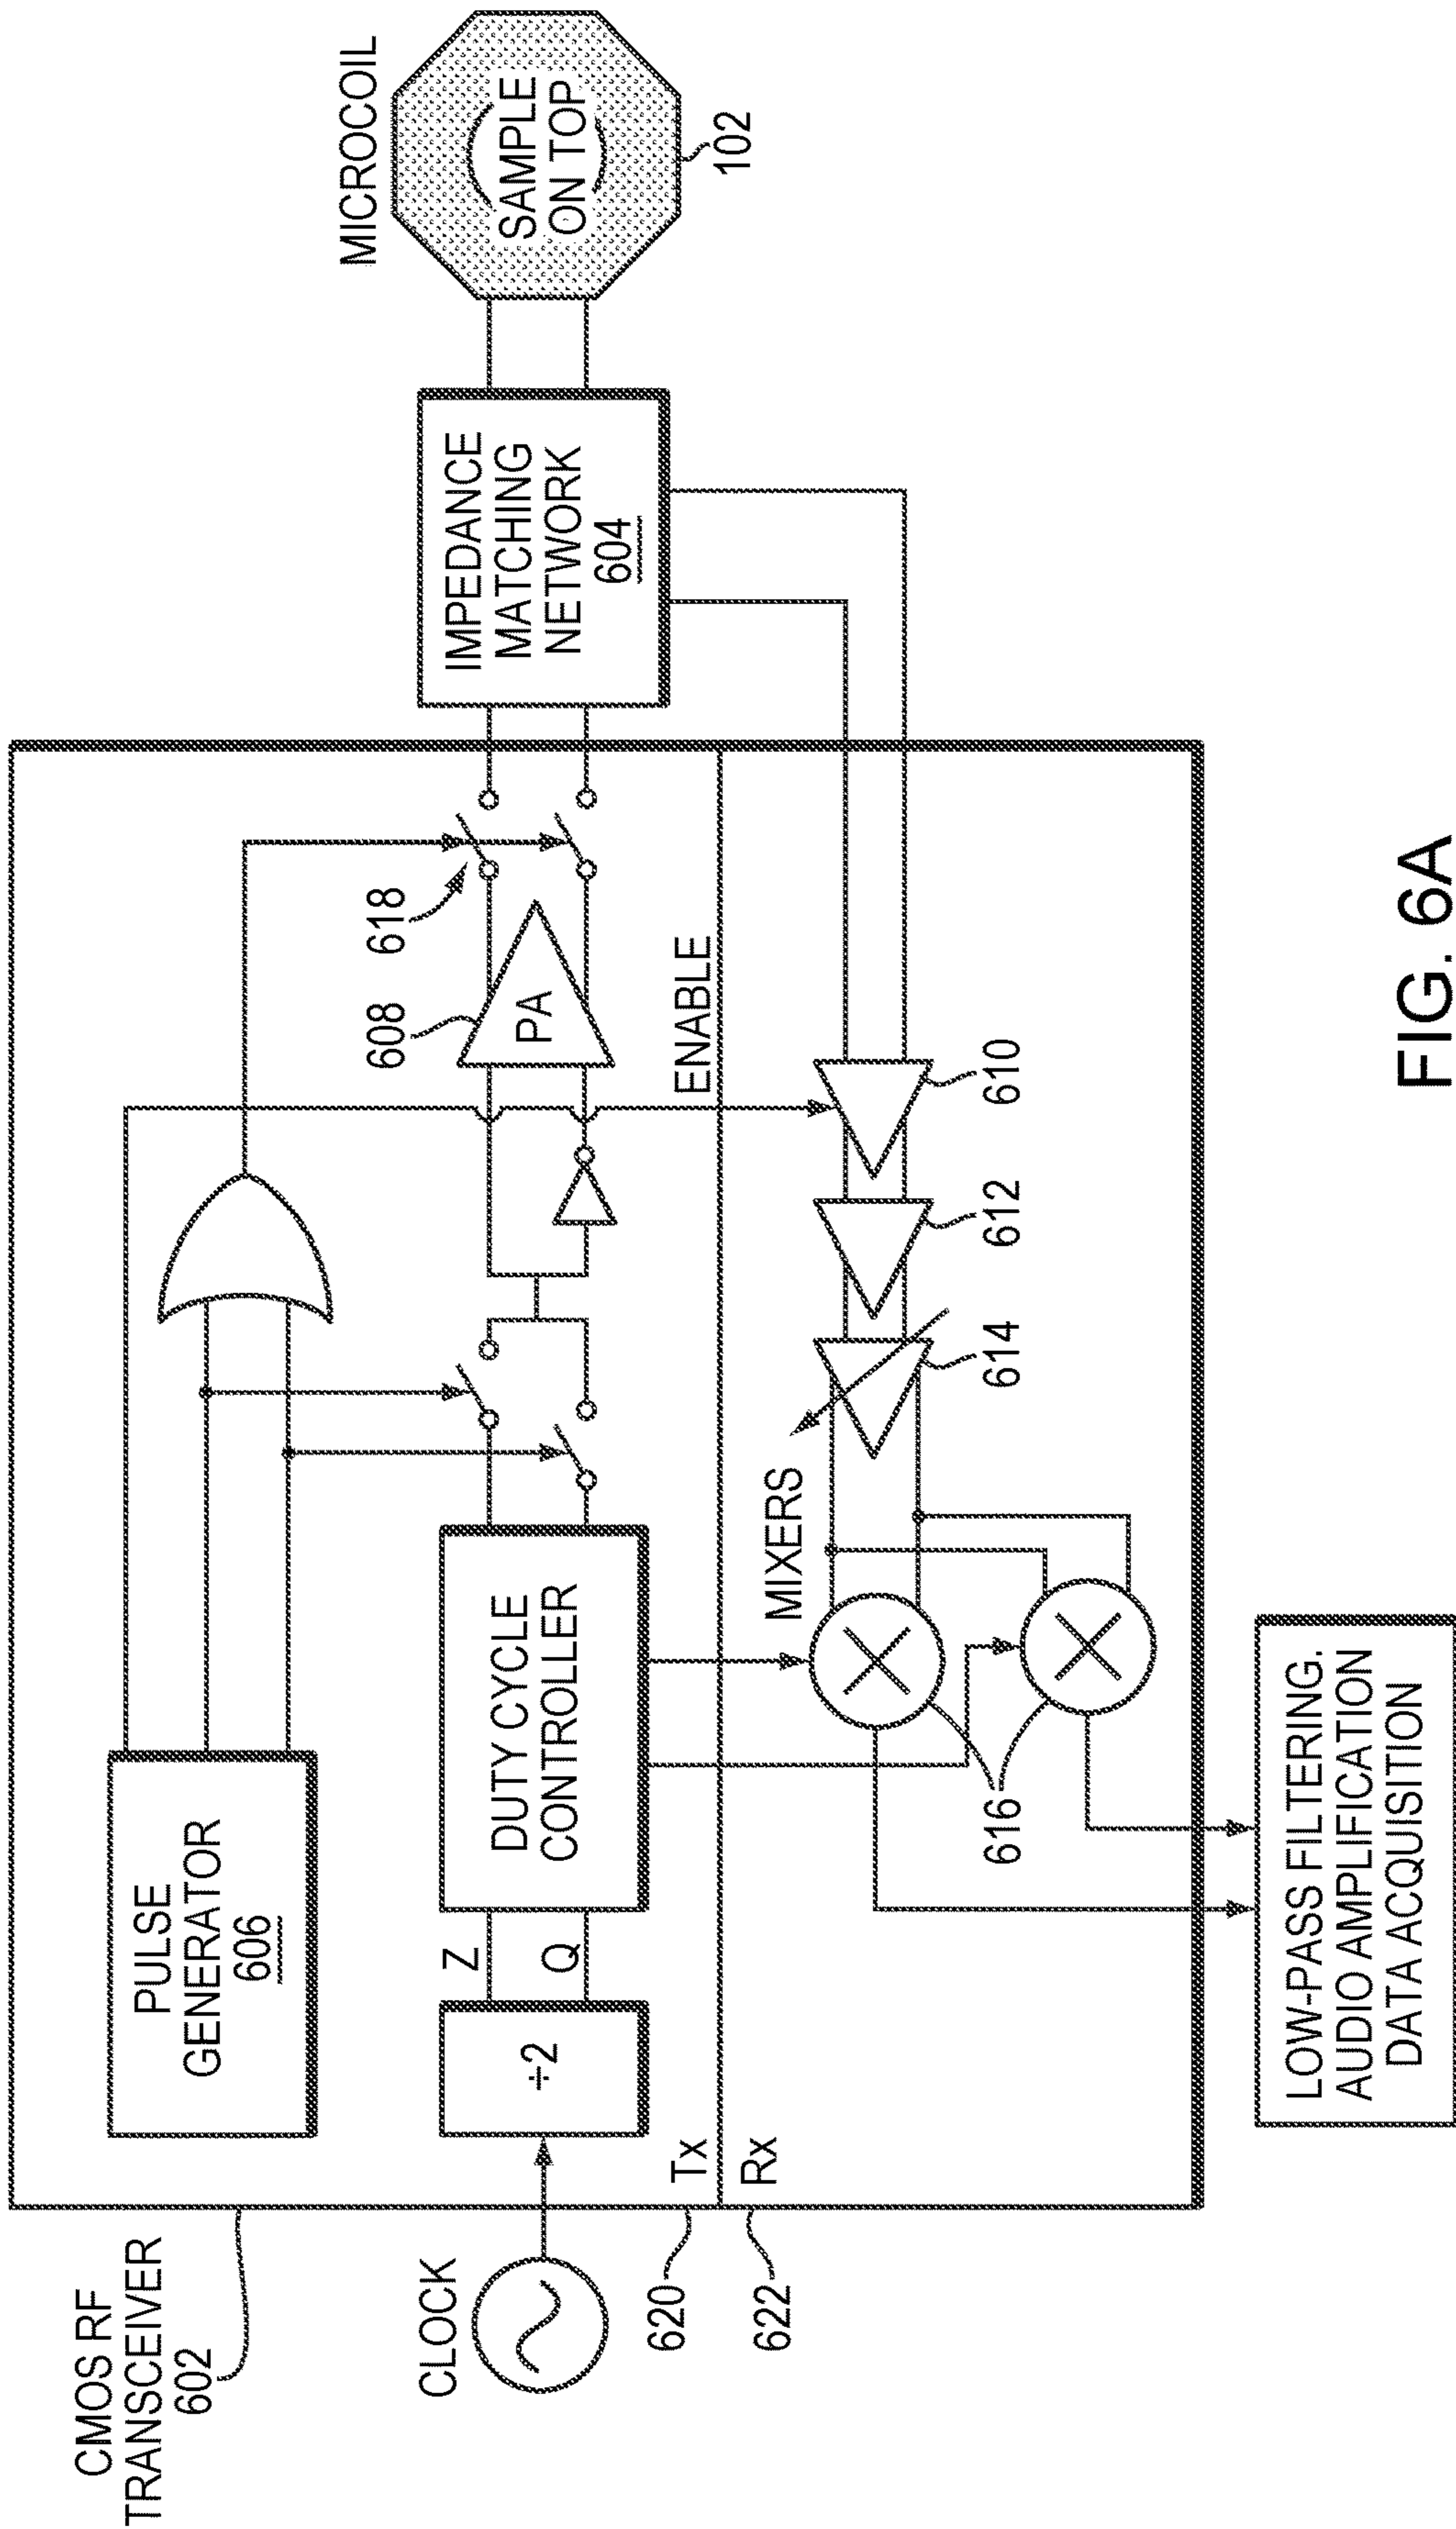 CMOS RF
TRANSCEIVER
602
PULSE
GENERATOR
606
CLOCK
÷2
Z
Q
DUTY CYCLE
CONTROLLER
608
PA
618
ENABLE
IMPEDANCE
MATCHING
NETWORK
604
MICROCOIL
SAMPLE
ON TOP
102
620
Tx
622
Rx
MIXERS
616
614
612
610
LOW-PASS FILTERING.
AUDIO AMPLIFICATION
DATA ACQUISITION
FIG. 6A